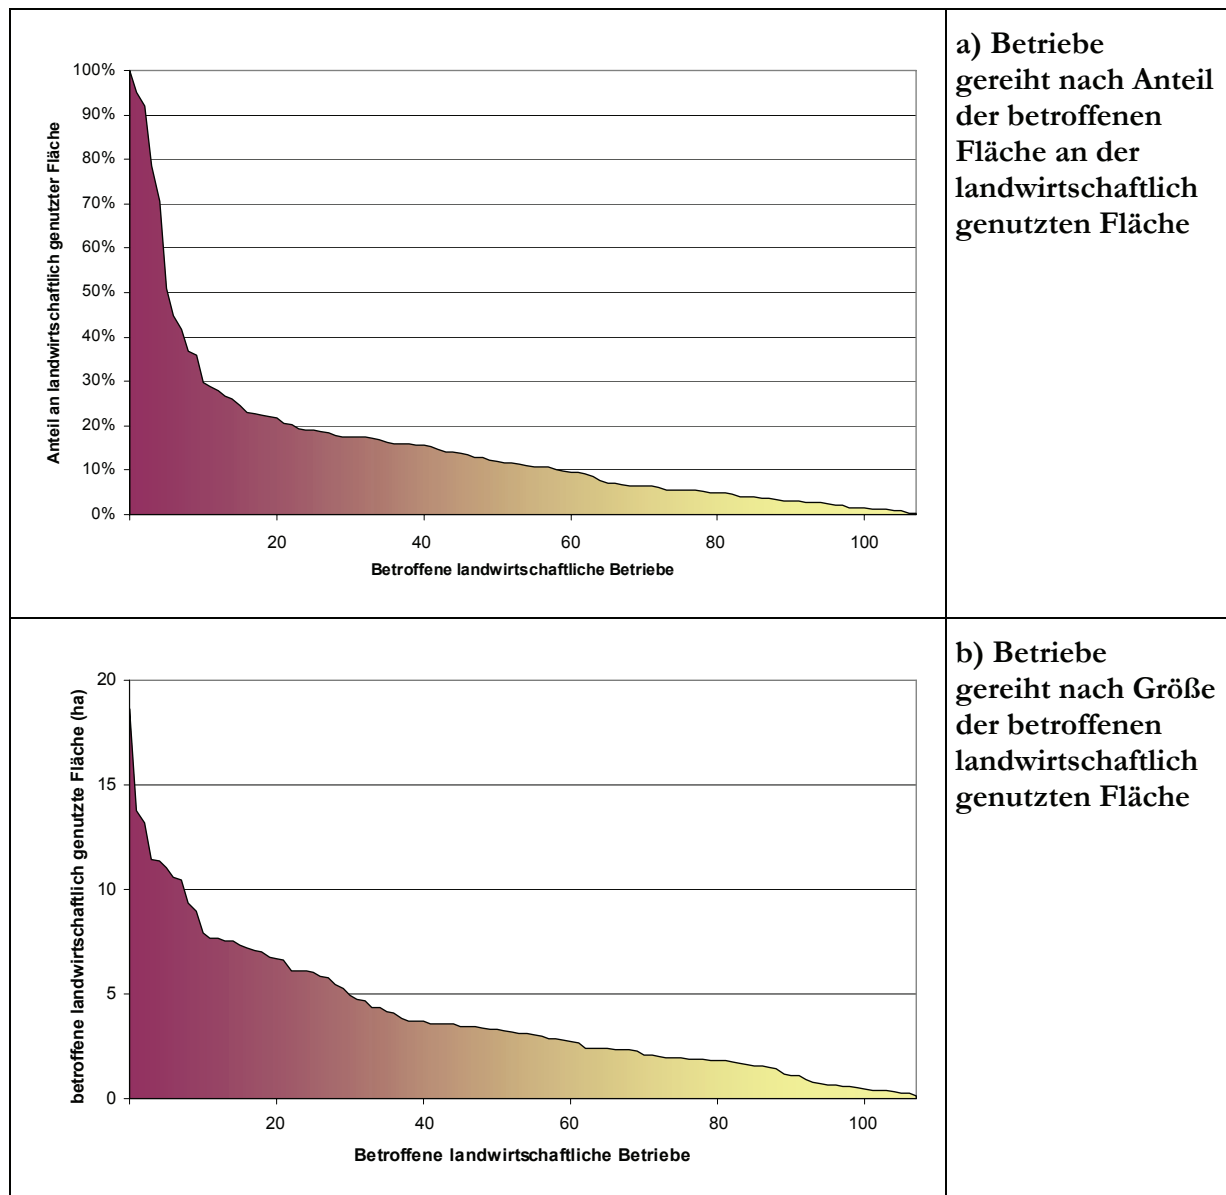 100%
90%
80%
70%
60%
50%
40%
30%
20%
10%
0%
Anteil an landwirtschaftlich genutzter Fläche
20 40 60 80 100
Betroffene landwirtschaftliche Betriebe
a) Betriebe
gereiht nach Anteil
der betroffenen
Fläche an der
landwirtschaftlich
genutzten Fläche
20
15
10
5
0
betroffene landwirtschaftlich genutzte Fläche (ha)
20 40 60 80 100
Betroffene landwirtschaftliche Betriebe
b) Betriebe
gereiht nach Größe
der betroffenen
landwirtschaftlich
genutzten Fläche